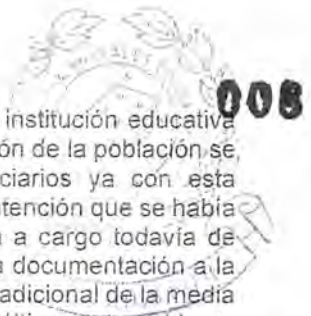 008
institución educativa
ón de la población se
ciarios ya con esta
tención que se había
a cargo todavía de
documentación a la
adicional de la media